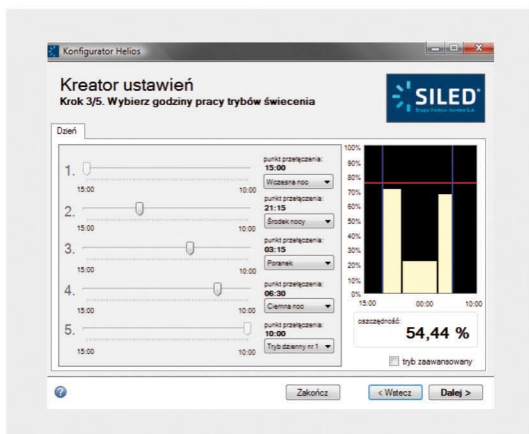 Konfigurator Helios
Kreator ustawień
Krok 3/5. Wybierz godziny pracy trybów świecenia
SILED
Dzień
1.
15:00
10:00
punkt przełączenia:
15:00
Wczesna noc
2.
15:00
10:00
punkt przełączenia:
21:15
Środek nocy
3.
15:00
10:00
punkt przełączenia:
03:15
Poranek
4.
15:00
10:00
punkt przełączenia:
06:30
Ciemna noc
5.
15:00
10:00
punkt przełączenia:
10:00
Tryb dzienny nr 1
100%
90%
80%
70%
60%
50%
40%
30%
20%
10%
0%
15:00
00:00
10:00
oszczędność:
54,44 %
tryb zaawansowany
Zakończ
< Wstecz
Dalej >